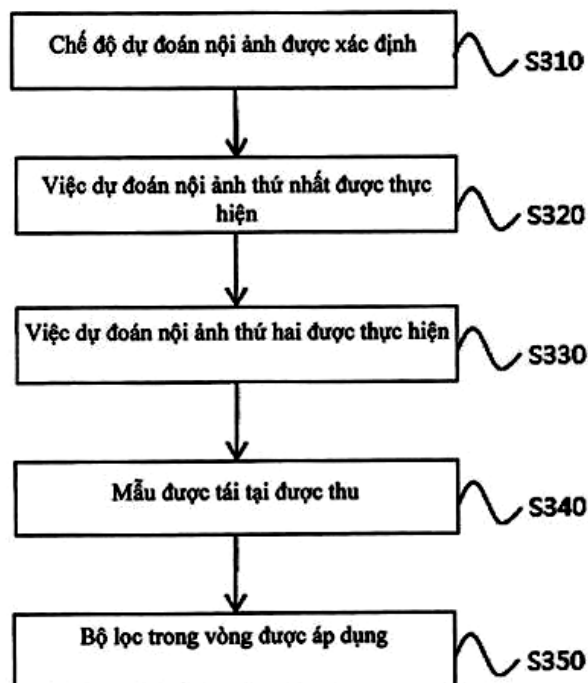 Chế độ dự đoán nội ảnh được xác định
S310
Việc dự đoán nội ảnh thứ nhất được thực
hiện
S320
Việc dự đoán nội ảnh thứ hai được thực hiện
S330
Mẫu được tái tại được thu
S340
Bộ lọc trong vòng được áp dụng
S350